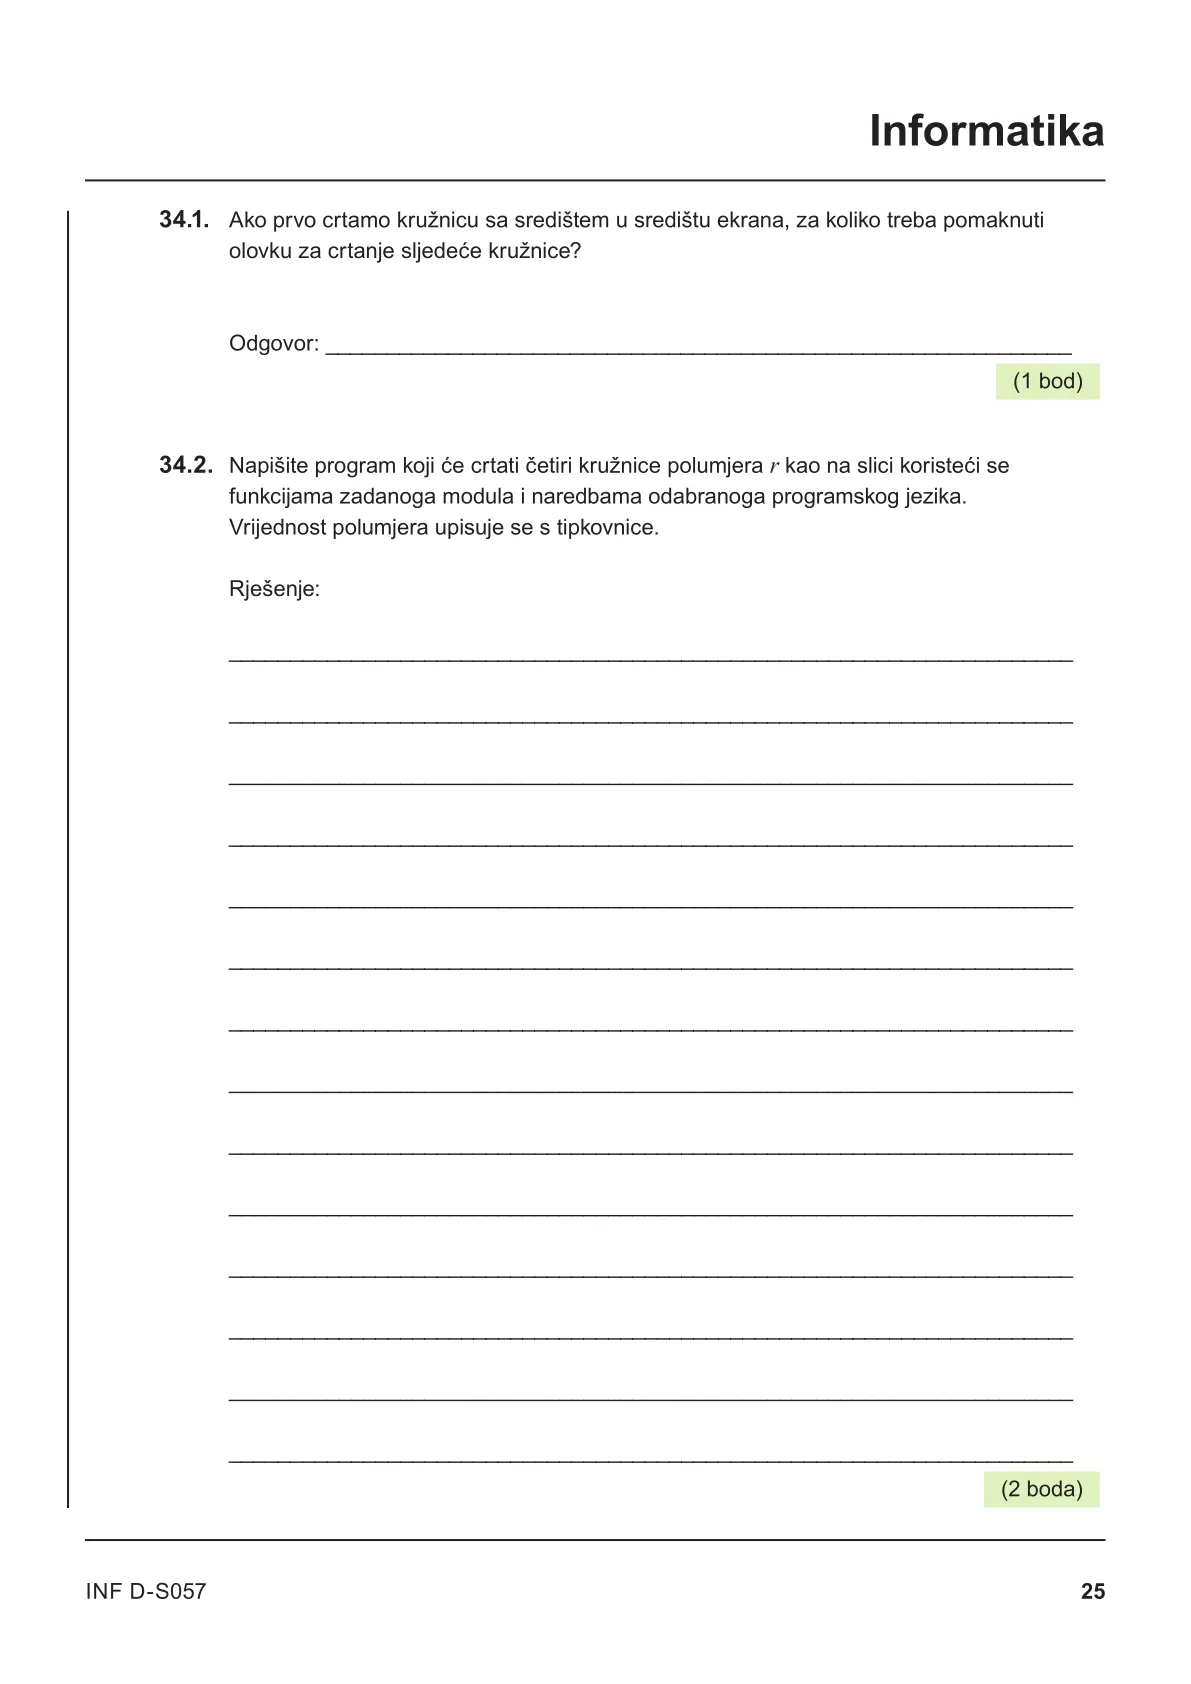 Informatika
34.1. Ako prvo crtamo kružnicu sa središtem u središtu ekrana, za koliko treba pomaknuti
olovku za crtanje sljedeće kružnice?
Odgovor: _____________________________________________________________
(1 bod)
34.2. Napišite program koji će crtati četiri kružnice polumjera r kao na slici koristeći se
funkcijama zadanoga modula i naredbama odabranoga programskog jezika.
Vrijednost polumjera upisuje se s tipkovnice.
Rješenje:
(2 boda)
INF D-S057
25